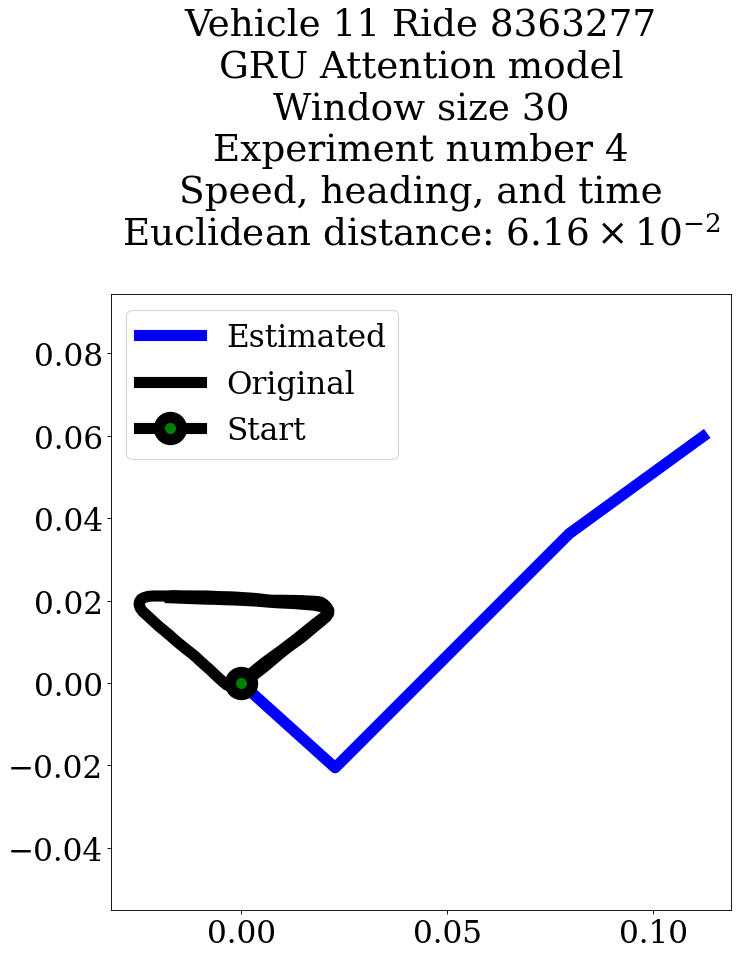 Vehicle 11 Ride 8363277
GRU Attention model
Window size 30
Experiment number 4
Speed, heading, and time
Euclidean distance: 6.16 × 10⁻²
Estimated
Original
Start
0.08
0.06
0.04
0.02
0.00
−0.02
−0.04
0.00 0.05 0.10